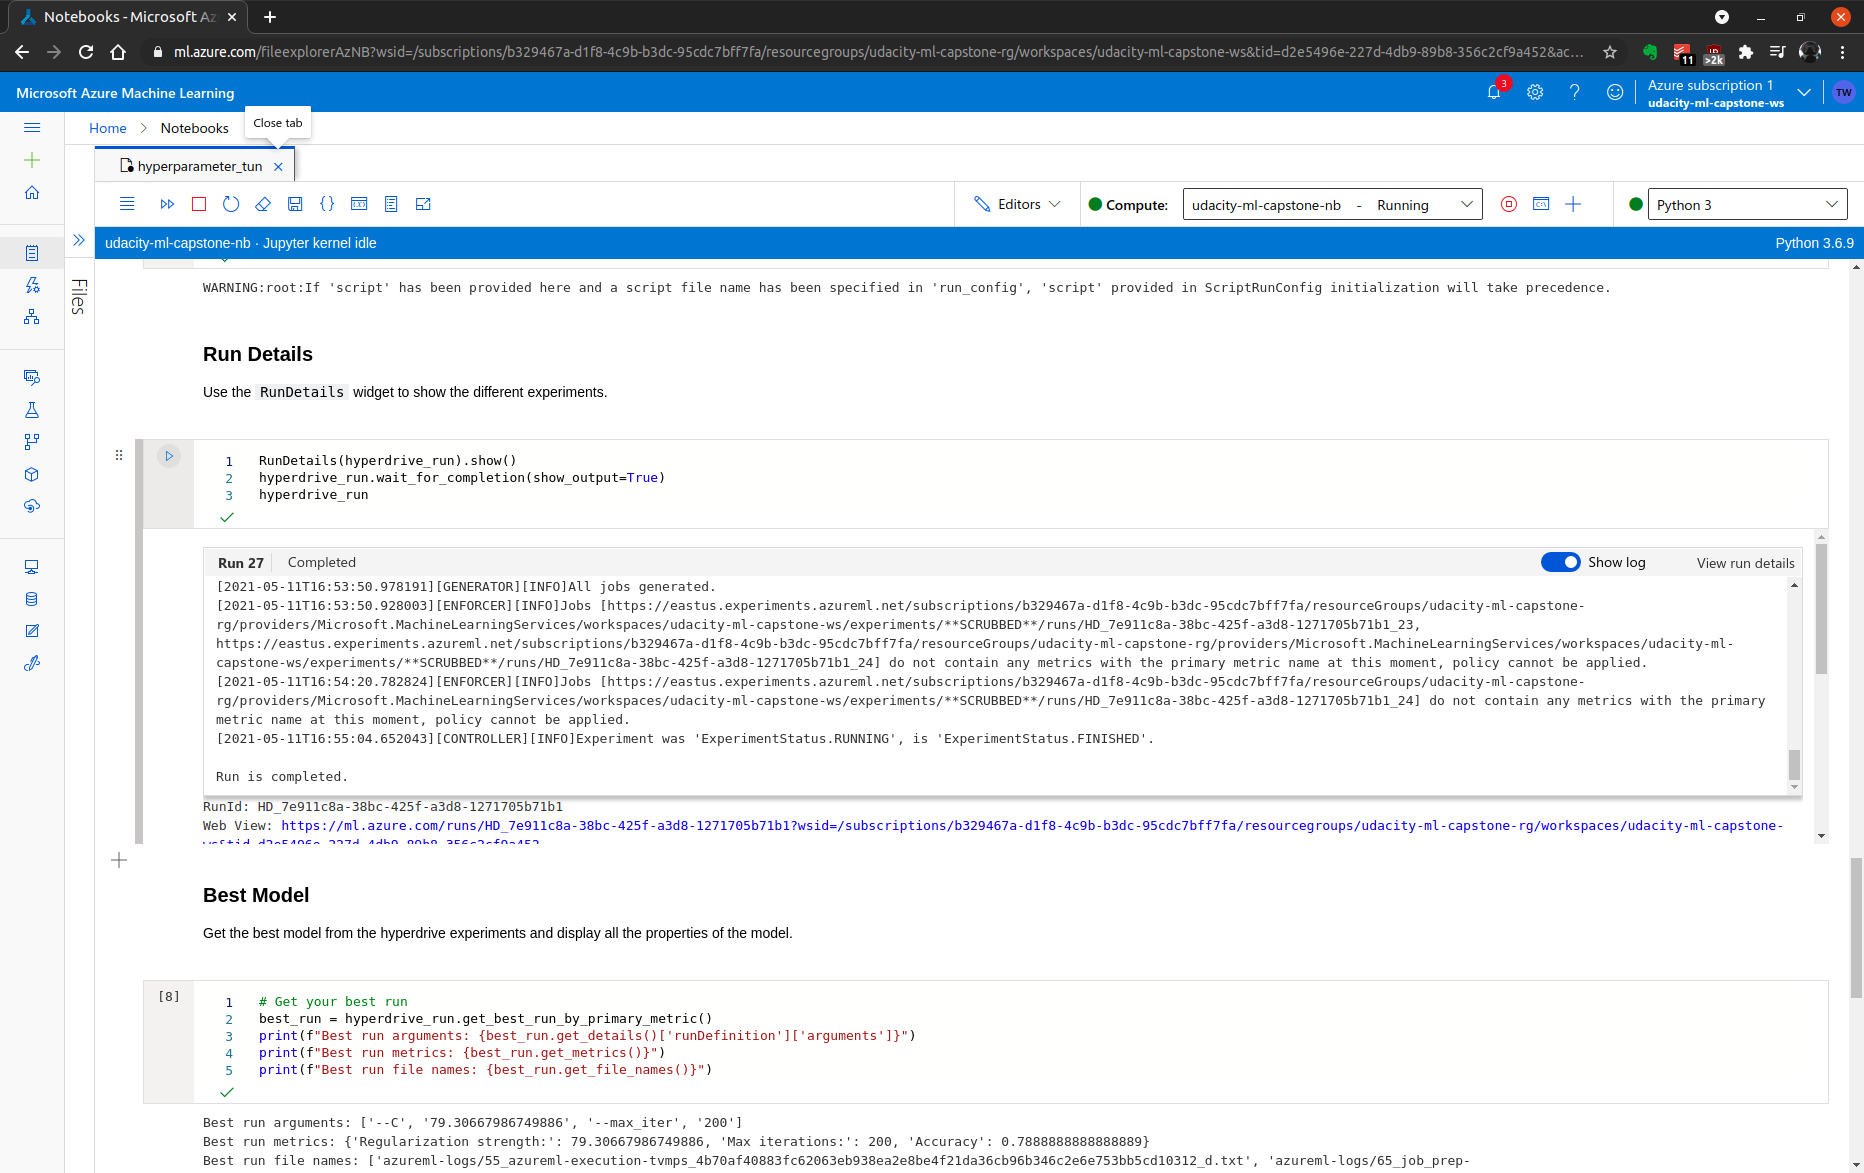 Notebooks - Microsoft Az
ml.azure.com/fileexplorerAzNB?wsid=/subscriptions/b329467a-d1f8-4c9b-b3dc-95cdc7bff7fa/resourcegroups/udacity-ml-capstone-rg/workspaces/udacity-ml-capstone-ws&tid=d2e5496e-227d-4db9-89b8-356c2cf9a452&ac...
11
>2k
Microsoft Azure Machine Learning
3
Azure subscription 1
udacity-ml-capstone-ws
TW
Home > Notebooks
Close tab
hyperparameter_tun
Editors
Compute:
udacity-ml-capstone-nb - Running
Python 3
udacity-ml-capstone-nb · Jupyter kernel idle
Python 3.6.9
Files
WARNING:root:If 'script' has been provided here and a script file name has been specified in 'run_config', 'script' provided in ScriptRunConfig initialization will take precedence.
Run Details
Use the RunDetails widget to show the different experiments.
1 RunDetails(hyperdrive_run).show()
2 hyperdrive_run.wait_for_completion(show_output=True)
3 hyperdrive_run
Run 27 Completed
Show log
View run details
[2021-05-11T16:53:50.978191][GENERATOR][INFO]All jobs generated.
[2021-05-11T16:53:50.928003][ENFORCER][INFO]Jobs [https://eastus.experiments.azureml.net/subscriptions/b329467a-d1f8-4c9b-b3dc-95cdc7bff7fa/resourceGroups/udacity-ml-capstone-
rg/providers/Microsoft.MachineLearningServices/workspaces/udacity-ml-capstone-ws/experiments/**SCRUBBED**/runs/HD_7e911c8a-38bc-425f-a3d8-1271705b71b1_23,
https://eastus.experiments.azureml.net/subscriptions/b329467a-d1f8-4c9b-b3dc-95cdc7bff7fa/resourceGroups/udacity-ml-capstone-rg/providers/Microsoft.MachineLearningServices/workspaces/udacity-ml-
capstone-ws/experiments/**SCRUBBED**/runs/HD_7e911c8a-38bc-425f-a3d8-1271705b71b1_24] do not contain any metrics with the primary metric name at this moment, policy cannot be applied.
[2021-05-11T16:54:20.782824][ENFORCER][INFO]Jobs [https://eastus.experiments.azureml.net/subscriptions/b329467a-d1f8-4c9b-b3dc-95cdc7bff7fa/resourceGroups/udacity-ml-capstone-
rg/providers/Microsoft.MachineLearningServices/workspaces/udacity-ml-capstone-ws/experiments/**SCRUBBED**/runs/HD_7e911c8a-38bc-425f-a3d8-1271705b71b1_24] do not contain any metrics with the primary
metric name at this moment, policy cannot be applied.
[2021-05-11T16:55:04.652043][CONTROLLER][INFO]Experiment was 'ExperimentStatus.RUNNING', is 'ExperimentStatus.FINISHED'.
Run is completed.
RunId: HD_7e911c8a-38bc-425f-a3d8-1271705b71b1
Web View: https://ml.azure.com/runs/HD_7e911c8a-38bc-425f-a3d8-1271705b71b1?wsid=/subscriptions/b329467a-d1f8-4c9b-b3dc-95cdc7bff7fa/resourcegroups/udacity-ml-capstone-rg/workspaces/udacity-ml-capstone-
ws&tid=d2e5496e-227d-4db9-89b8-356c2cf9a452
Best Model
Get the best model from the hyperdrive experiments and display all the properties of the model.
[8]
1 # Get your best run
2 best_run = hyperdrive_run.get_best_run_by_primary_metric()
3 print(f"Best run arguments: {best_run.get_details()['runDefinition']['arguments']}")
4 print(f"Best run metrics: {best_run.get_metrics()}")
5 print(f"Best run file names: {best_run.get_file_names()}")
Best run arguments: ['--C', '79.30667986749886', '--max_iter', '200']
Best run metrics: {'Regularization strength:': 79.30667986749886, 'Max iterations:': 200, 'Accuracy': 0.7888888888888889}
Best run file names: ['azureml-logs/55_azureml-execution-tvmps_4b70af40883fc62063eb938ea2e8be4f21da36cb96b346c2e6e753bb5cd10312_d.txt', 'azureml-logs/65_job_prep-